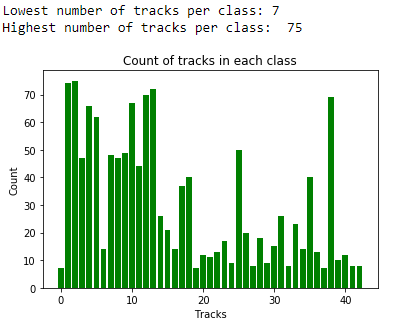 Lowest number of tracks per class: 7
Highest number of tracks per class:  75
Count of tracks in each class
70
60
50
40
30
20
10
0
Count
0 10 20 30 40
Tracks